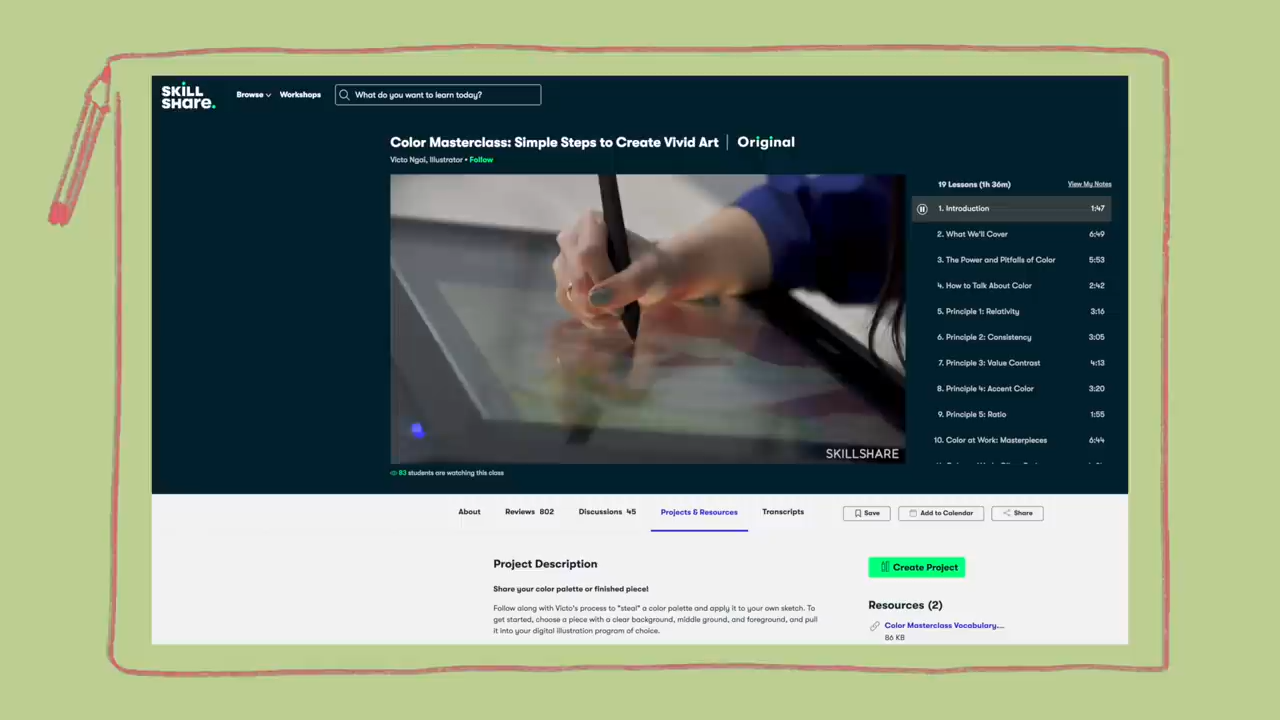 SKILL
SHARE.
Browse
Workshops
What do you want to learn today?
Color Masterclass: Simple Steps to Create Vivid Art | Original
Victo Ngai, Illustrator • Follow
19 Lessons (1h 36m)
View My Notes
1. Introduction 1:47
2. What We'll Cover 6:49
3. The Power and Pitfalls of Color 5:53
4. How to Talk About Color 2:42
5. Principle 1: Relativity 3:16
6. Principle 2: Consistency 3:05
7. Principle 3: Value Contrast 4:13
8. Principle 4: Accent Color 3:20
9. Principle 5: Ratio 1:55
10. Color at Work: Masterpieces 6:44
SKILLSHARE
83 students are watching this class
About
Reviews 802
Discussions 45
Projects & Resources
Transcripts
Save
Add to Calendar
Share
Project Description
Share your color palette or finished piece!
Follow along with Victo's process to "steal" a color palette and apply it to your own sketch. To
get started, choose a piece with a clear background, middle ground, and foreground, and pull
it into your digital illustration program of choice.
Create Project
Resources (2)
Color Masterclass Vocabulary....
86 KB